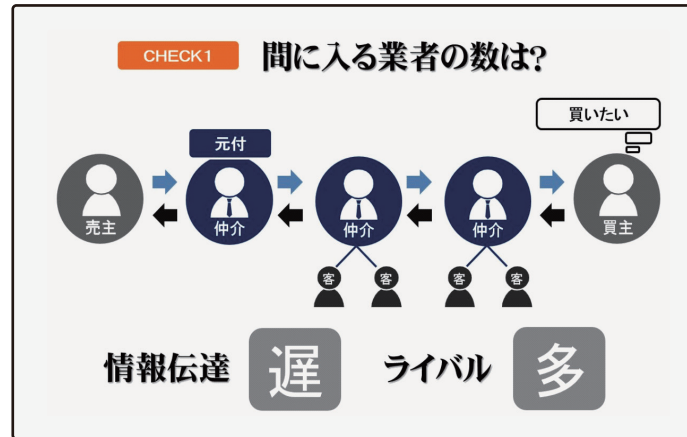 CHECK1
間に入る業者の数は?
買いたい
元付
売主
仲介
仲介
仲介
買主
客
客
客
客
情報伝達
遅
ライバル
多